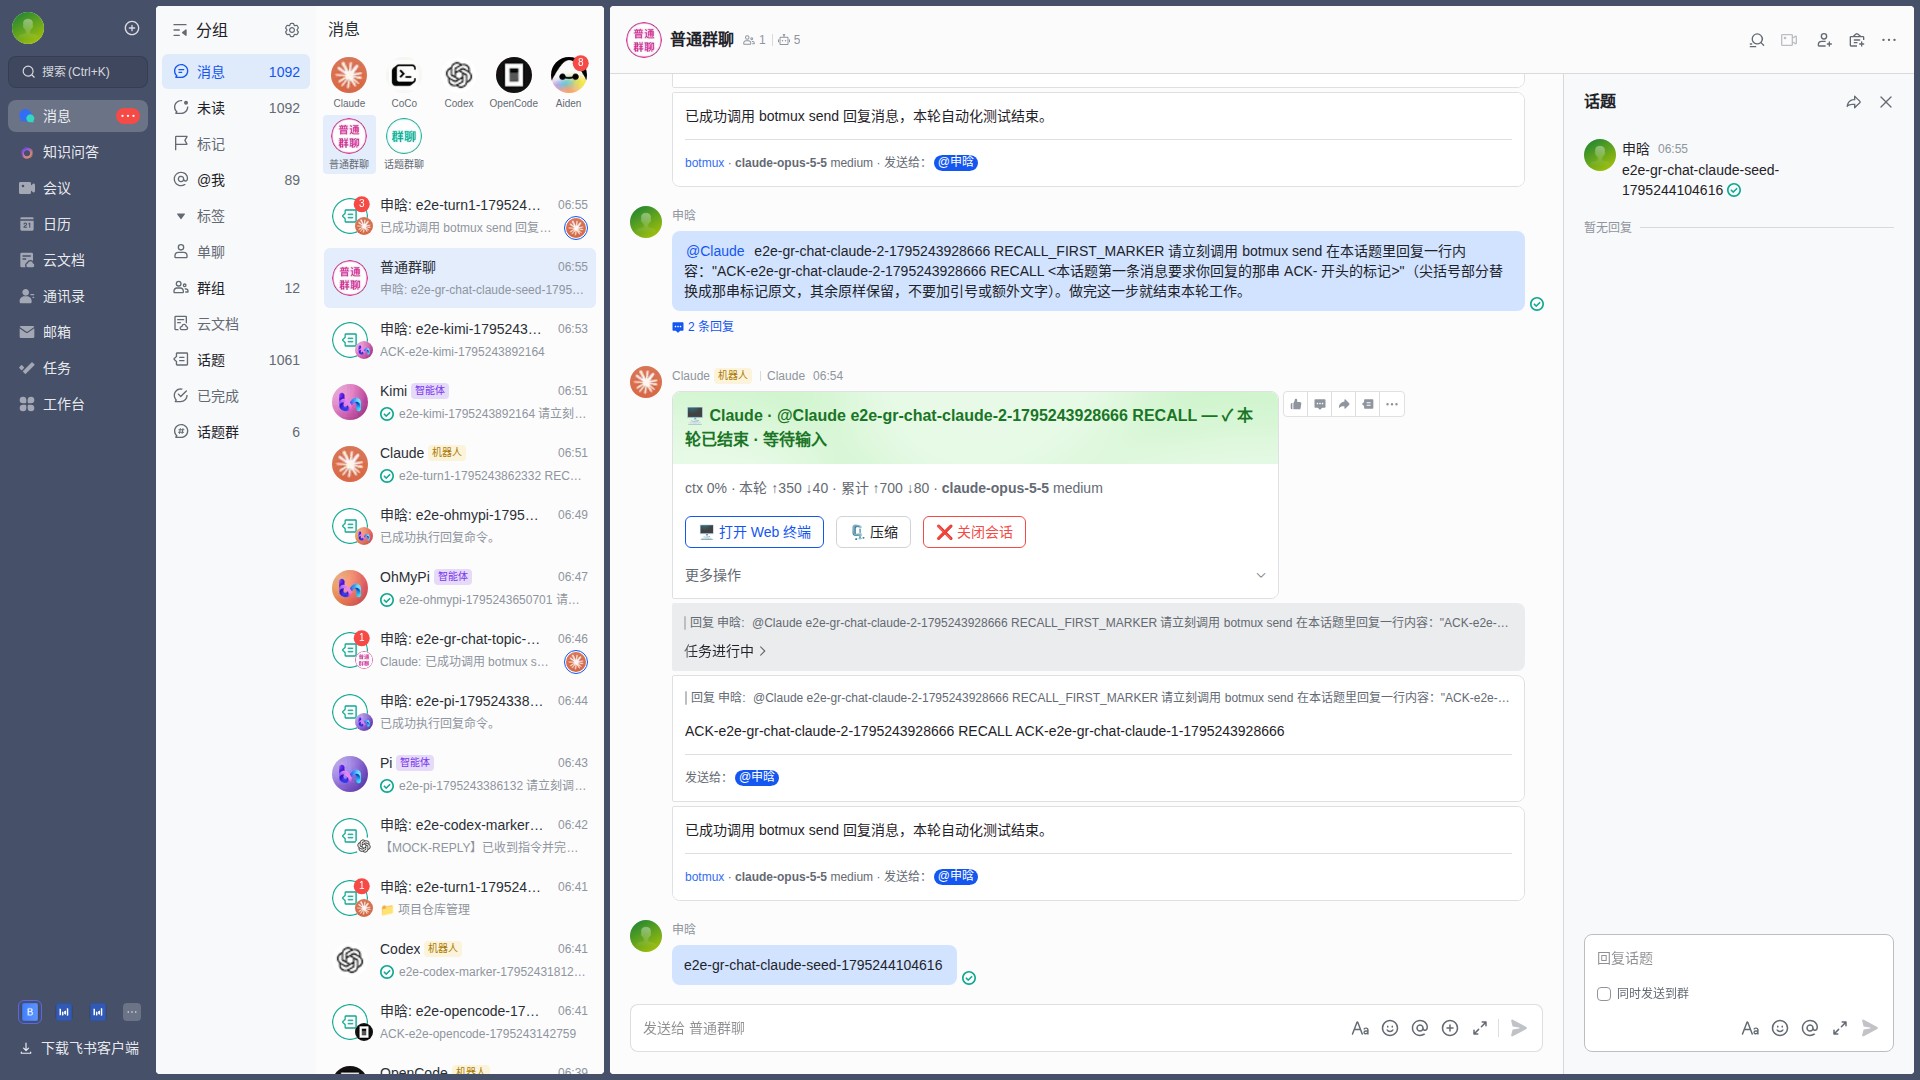 搜索 (Ctrl+K)
消息
知识问答
会议
日历
云文档
通讯录
邮箱
任务
工作台
下载飞书客户端
分组
消息 1092
未读 1092
标记
@我 89
标签
单聊
群组 12
云文档
话题 1061
已完成
话题群 6
消息
8
Claude CoCo Codex OpenCode Aiden
普通
群聊
群聊
普通群聊 话题群聊
3
申晗: e2e-turn1-179524… 06:55
已成功调用 botmux send 回复…
普通
群聊
普通群聊 06:55
申晗: e2e-gr-chat-claude-seed-1795…
申晗: e2e-kimi-1795243… 06:53
ACK-e2e-kimi-1795243892164
Kimi 智能体 06:51
e2e-kimi-1795243892164 请立刻…
Claude 机器人 06:51
e2e-turn1-1795243862332 REC…
申晗: e2e-ohmypi-1795… 06:49
已成功执行回复命令。
OhMyPi 智能体 06:47
e2e-ohmypi-1795243650701 请…
1
申晗: e2e-gr-chat-topic-… 06:46
Claude: 已成功调用 botmux s…
申晗: e2e-pi-179524338… 06:44
已成功执行回复命令。
Pi 智能体 06:43
e2e-pi-1795243386132 请立刻调…
申晗: e2e-codex-marker… 06:42
【MOCK-REPLY】已收到指令并完…
1
申晗: e2e-turn1-179524… 06:41
📁 项目仓库管理
Codex 机器人 06:41
e2e-codex-marker-17952431812…
申晗: e2e-opencode-17… 06:41
ACK-e2e-opencode-1795243142759
OpenCode 机器人 06:39
普通
群聊
普通群聊 1 5
已成功调用 botmux send 回复消息，本轮自动化测试结束。
botmux · claude-opus-5-5 medium · 发送给： @申晗
申晗
@Claude e2e-gr-chat-claude-2-1795243928666 RECALL_FIRST_MARKER 请立刻调用 botmux send 在本话题里回复一行内
容："ACK-e2e-gr-chat-claude-2-1795243928666 RECALL <本话题第一条消息要求你回复的那串 ACK- 开头的标记>"（尖括号部分替
换成那串标记原文，其余原样保留，不要加引号或额外文字）。做完这一步就结束本轮工作。
2 条回复
Claude 机器人 Claude 06:54
🖥️ Claude · @Claude e2e-gr-chat-claude-2-1795243928666 RECALL — ✓ 本
轮已结束 · 等待输入
ctx 0% · 本轮 ↑350 ↓40 · 累计 ↑700 ↓80 · claude-opus-5-5 medium
🖥️ 打开 Web 终端 🗜️ 压缩 ❌ 关闭会话
更多操作
回复 申晗： @Claude e2e-gr-chat-claude-2-1795243928666 RECALL_FIRST_MARKER 请立刻调用 botmux send 在本话题里回复一行内容："ACK-e2e-…
任务进行中
回复 申晗： @Claude e2e-gr-chat-claude-2-1795243928666 RECALL_FIRST_MARKER 请立刻调用 botmux send 在本话题里回复一行内容："ACK-e2e-…
ACK-e2e-gr-chat-claude-2-1795243928666 RECALL ACK-e2e-gr-chat-claude-1-1795243928666
发送给： @申晗
已成功调用 botmux send 回复消息，本轮自动化测试结束。
botmux · claude-opus-5-5 medium · 发送给： @申晗
申晗
e2e-gr-chat-claude-seed-1795244104616
发送给 普通群聊
话题
申晗 06:55
e2e-gr-chat-claude-seed-
1795244104616
暂无回复
回复话题
同时发送到群